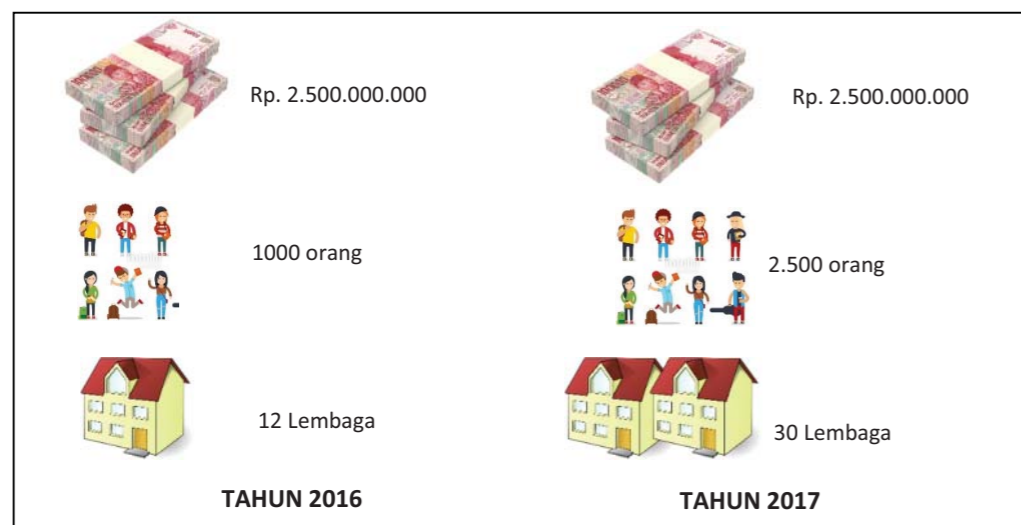 Rp. 2.500.000.000
Rp. 2.500.000.000
1000 orang
2.500 orang
12 Lembaga
30 Lembaga
TAHUN 2016
TAHUN 2017